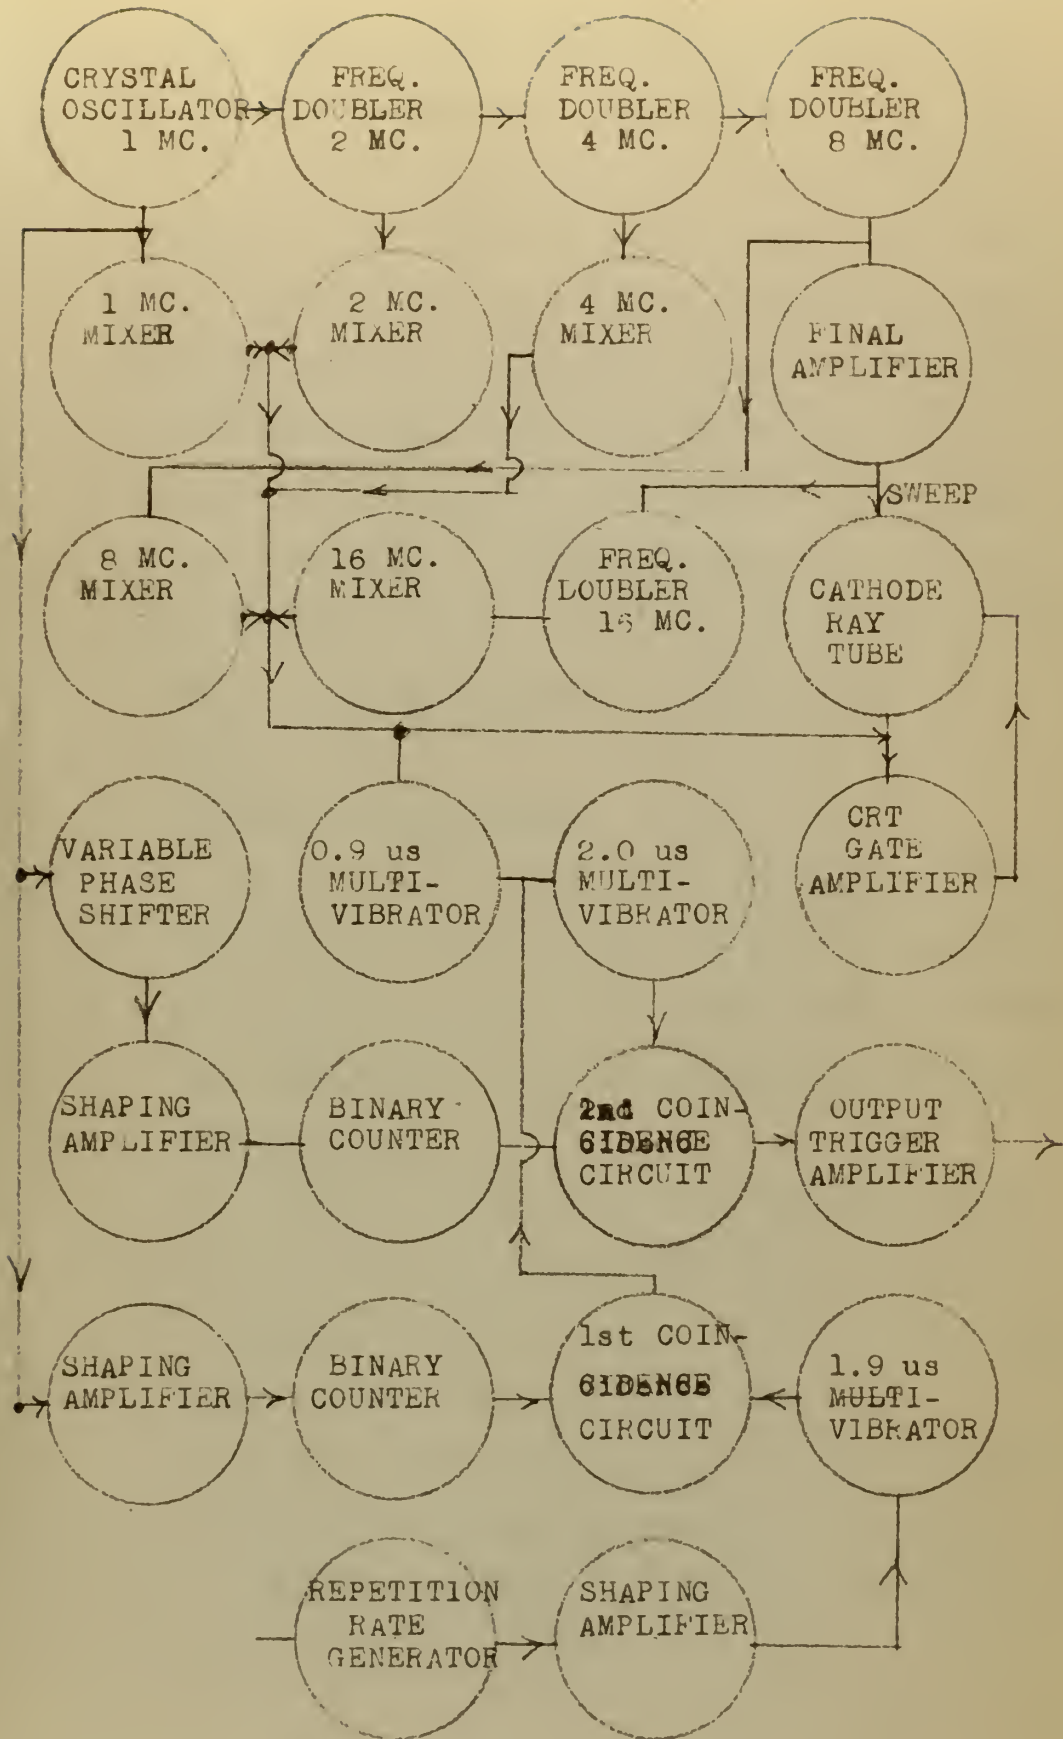 CRYSTAL
OSCILLATOR
1 MC.
FREQ.
DOUBLER
2 MC.
FREQ.
DOUBLER
4 MC.
FREQ.
DOUBLER
8 MC.
1 MC.
MIXER
2 MC.
MIXER
4 MC.
MIXER
FINAL
AMPLIFIER
SWEEP
8 MC.
MIXER
16 MC.
MIXER
FREQ.
DOUBLER
16 MC.
CATHODE
RAY
TUBE
VARIABLE
PHASE
SHIFTER
0.9 us
MULTI-
VIBRATOR
2.0 us
MULTI-
VIBRATOR
CRT
GATE
AMPLIFIER
SHAPING
AMPLIFIER
BINARY
COUNTER
2nd COIN-
CIDENCE
CIRCUIT
OUTPUT
TRIGGER
AMPLIFIER
SHAPING
AMPLIFIER
BINARY
COUNTER
1st COIN-
CIDENCE
CIRCUIT
1.9 us
MULTI-
VIBRATOR
REPETITION
RATE
GENERATOR
SHAPING
AMPLIFIER